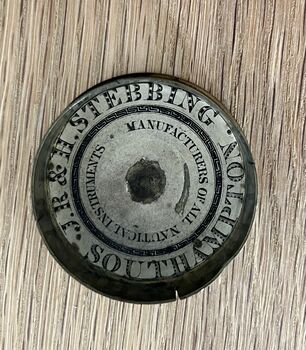 J.R & H. STEBBING.
SOUTHAMPTON.
MANUFACTURERS OF ALL NAUTICAL INSTRUMENTS